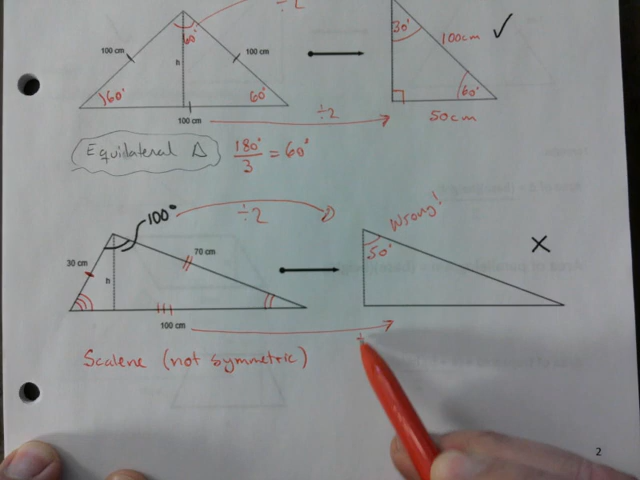 ÷2
60°
100 cm
100 cm
h
60°
60°
100 cm
30°
100cm
60°
50cm
÷2
Equilateral Δ
180° / 3 = 60°
100°
÷2
Wrong!
50°
30 cm
70 cm
h
100 cm
Scalene (not symmetric)
2